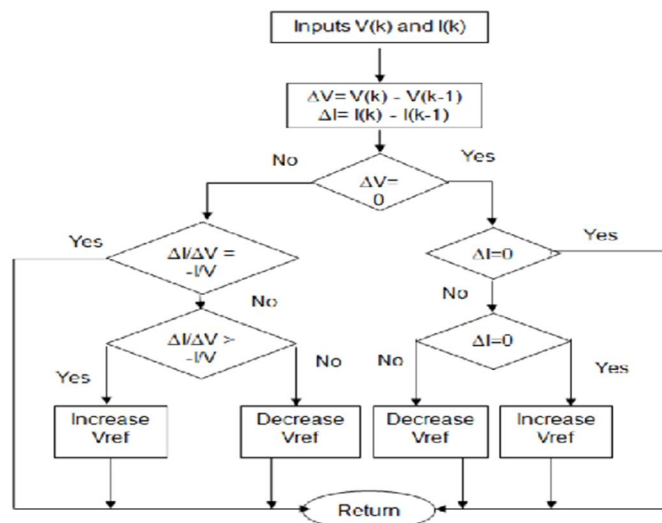 Inputs V(k) and I(k)
ΔV= V(k) - V(k-1)
ΔI= I(k) - I(k-1)
No
Yes
ΔV=
0
Yes
ΔI/ΔV =
-I/V
ΔI=0
Yes
No
No
ΔI/ΔV >
-I/V
ΔI=0
Yes
No
No
Yes
Increase
Vref
Decrease
Vref
Decrease
Vref
Increase
Vref
Return